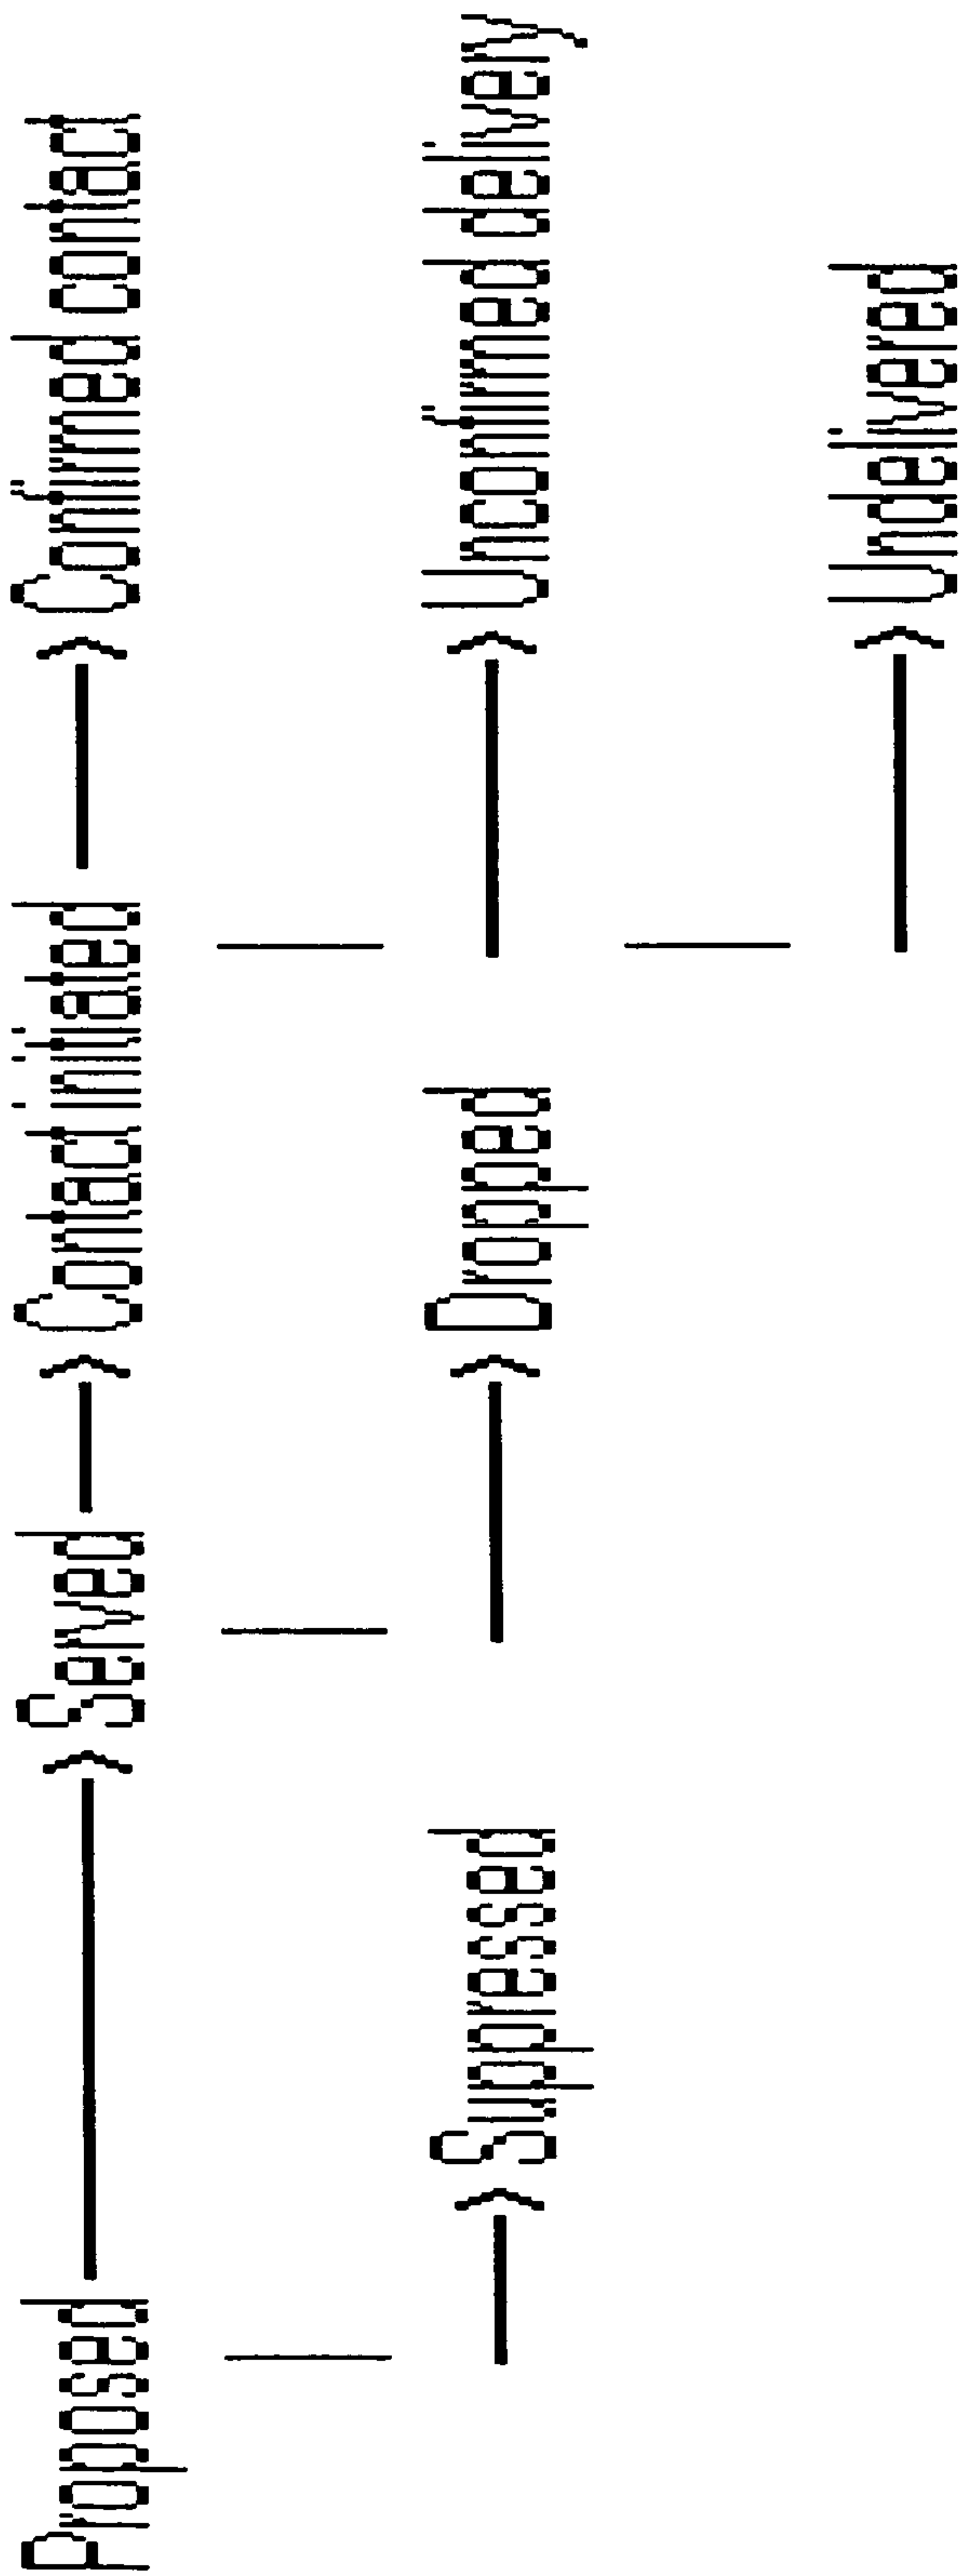 Proposed Served Contact initiated Confirmed contact
Suppressed Dropped Unconfirmed delivery
Undelivered